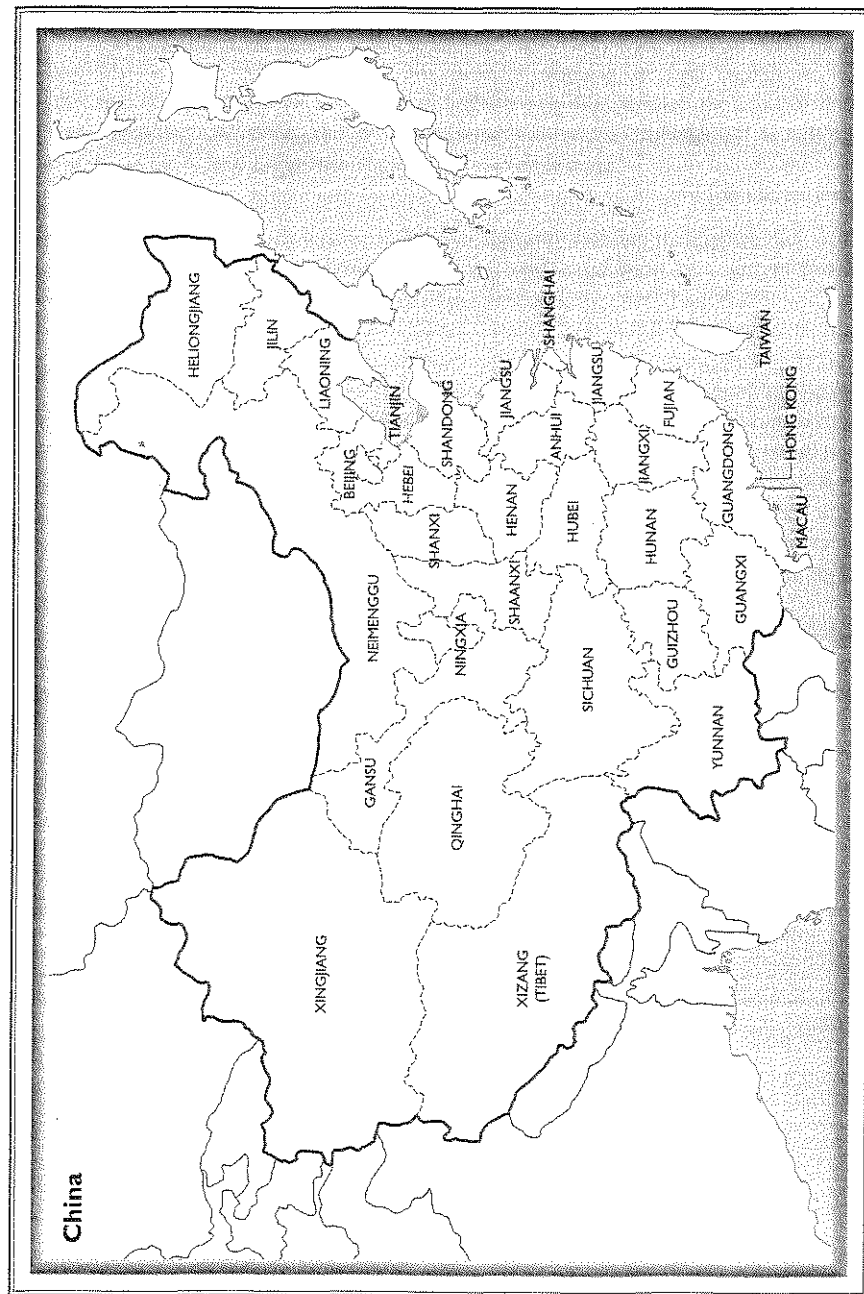 China
HELIONGJIANG
JILIN
LIAONING
NEIMENGGU
BEIJING
TIANJIN
HEBEI
SHANXI
SHANDONG
XINGJIANG
GANSU
NINGXIA
QINGHAI
SHAANXI
HENAN
JIANGSU
ANHUI
SHANGHAI
XIZANG
(TIBET)
SICHUAN
HUBEI
JIANGSU
HUNAN
JIANGXI
FUJIAN
GUIZHOU
YUNNAN
GUANGXI
GUANGDONG
TAIWAN
HONG KONG
MACAU